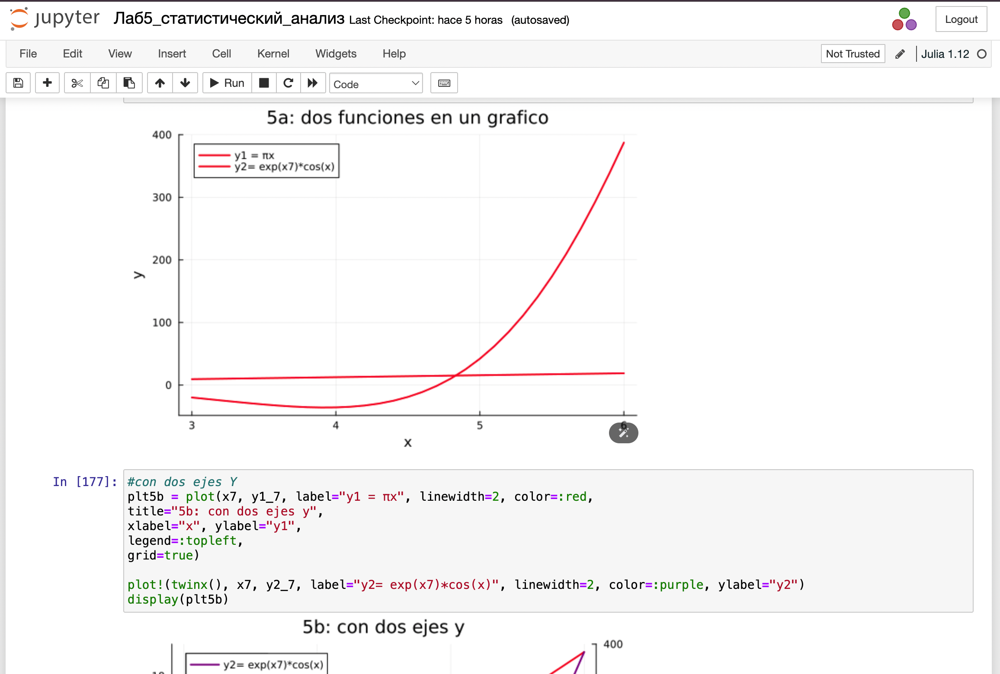 jupyter Лаб5_статистический_анализ Last Checkpoint: hace 5 horas (autosaved) Logout
File Edit View Insert Cell Kernel Widgets Help Not Trusted Julia 1.12
Run Code
5a: dos funciones en un grafico
400
y1 = πx
y2= exp(x7)*cos(x)
300
200
y
100
0
3 4 5 6
x
In [177]: #con dos ejes Y
plt5b = plot(x7, y1_7, label="y1 = πx", linewidth=2, color=:red,
title="5b: con dos ejes y",
xlabel="x", ylabel="y1",
legend=:topleft,
grid=true)
plot!(twinx(), x7, y2_7, label="y2= exp(x7)*cos(x)", linewidth=2, color=:purple, ylabel="y2")
display(plt5b)
5b: con dos ejes y
400
y2= exp(x7)*cos(x)